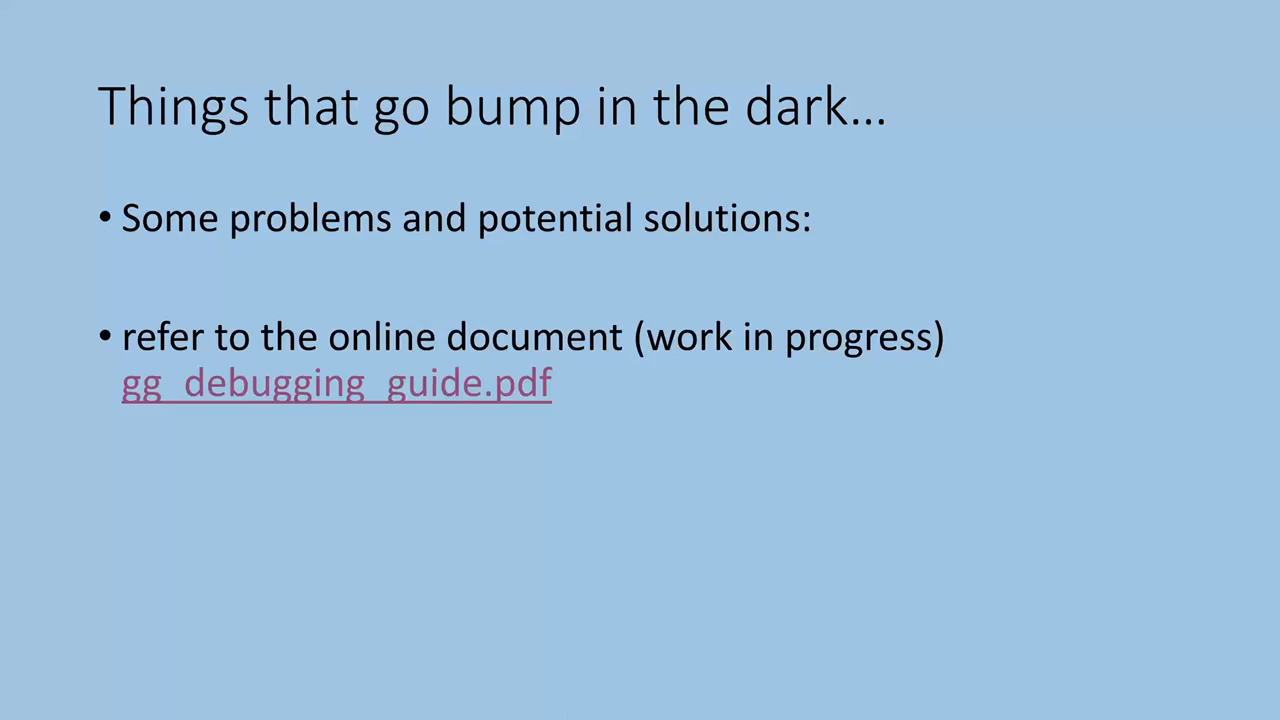 Things that go bump in the dark…
• Some problems and potential solutions:
• refer to the online document (work in progress)
gg_debugging_guide.pdf